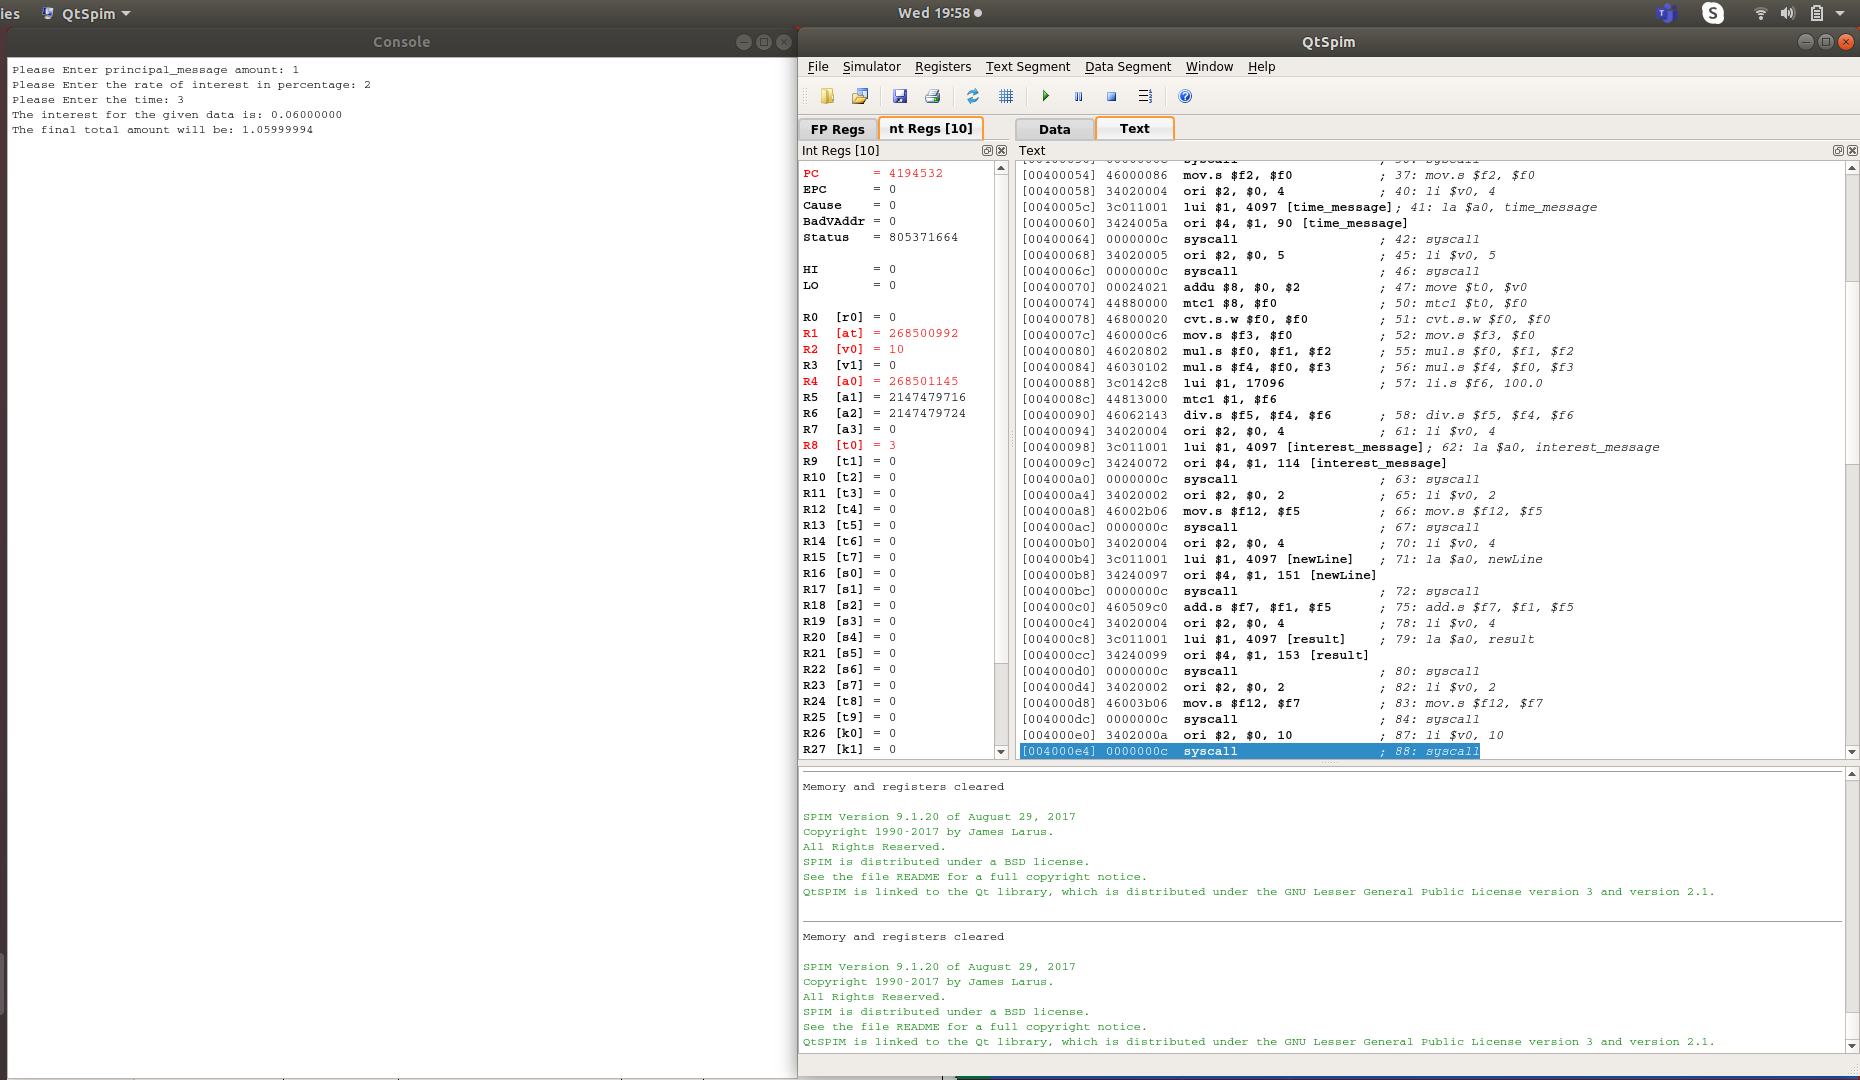 ies QtSpim Wed 19:58
Console
Please Enter principal_message amount: 1
Please Enter the rate of interest in percentage: 2
Please Enter the time: 3
The interest for the given data is: 0.06000000
The final total amount will be: 1.05999994
QtSpim
File Simulator Registers Text Segment Data Segment Window Help
FP Regs nt Regs [10]
Int Regs [10]
PC = 4194532
EPC = 0
Cause = 0
BadVAddr = 0
Status = 805371664
HI = 0
LO = 0
R0 [r0] = 0
R1 [at] = 268500992
R2 [v0] = 10
R3 [v1] = 0
R4 [a0] = 268501145
R5 [a1] = 2147479716
R6 [a2] = 2147479724
R7 [a3] = 0
R8 [t0] = 3
R9 [t1] = 0
R10 [t2] = 0
R11 [t3] = 0
R12 [t4] = 0
R13 [t5] = 0
R14 [t6] = 0
R15 [t7] = 0
R16 [s0] = 0
R17 [s1] = 0
R18 [s2] = 0
R19 [s3] = 0
R20 [s4] = 0
R21 [s5] = 0
R22 [s6] = 0
R23 [s7] = 0
R24 [t8] = 0
R25 [t9] = 0
R26 [k0] = 0
R27 [k1] = 0
Data Text
Text
[00400054] 46000086 mov.s $f2, $f0 ; 37: mov.s $f2, $f0
[00400058] 34020004 ori $2, $0, 4 ; 40: li $v0, 4
[0040005c] 3c011001 lui $1, 4097 [time_message]; 41: la $a0, time_message
[00400060] 3424005a ori $4, $1, 90 [time_message]
[00400064] 0000000c syscall ; 42: syscall
[00400068] 34020005 ori $2, $0, 5 ; 45: li $v0, 5
[0040006c] 0000000c syscall ; 46: syscall
[00400070] 00024021 addu $8, $0, $2 ; 47: move $t0, $v0
[00400074] 44880000 mtc1 $8, $f0 ; 50: mtc1 $t0, $f0
[00400078] 46800020 cvt.s.w $f0, $f0 ; 51: cvt.s.w $f0, $f0
[0040007c] 460000c6 mov.s $f3, $f0 ; 52: mov.s $f3, $f0
[00400080] 46020802 mul.s $f0, $f1, $f2 ; 55: mul.s $f0, $f1, $f2
[00400084] 46030102 mul.s $f4, $f0, $f3 ; 56: mul.s $f4, $f0, $f3
[00400088] 3c0142c8 lui $1, 17096 ; 57: li.s $f6, 100.0
[0040008c] 44813000 mtc1 $1, $f6
[00400090] 46062143 div.s $f5, $f4, $f6 ; 58: div.s $f5, $f4, $f6
[00400094] 34020004 ori $2, $0, 4 ; 61: li $v0, 4
[00400098] 3c011001 lui $1, 4097 [interest_message]; 62: la $a0, interest_message
[0040009c] 34240072 ori $4, $1, 114 [interest_message]
[004000a0] 0000000c syscall ; 63: syscall
[004000a4] 34020002 ori $2, $0, 2 ; 65: li $v0, 2
[004000a8] 46002b06 mov.s $f12, $f5 ; 66: mov.s $f12, $f5
[004000ac] 0000000c syscall ; 67: syscall
[004000b0] 34020004 ori $2, $0, 4 ; 70: li $v0, 4
[004000b4] 3c011001 lui $1, 4097 [newLine] ; 71: la $a0, newLine
[004000b8] 34240097 ori $4, $1, 151 [newLine]
[004000bc] 0000000c syscall ; 72: syscall
[004000c0] 460509c0 add.s $f7, $f1, $f5 ; 75: add.s $f7, $f1, $f5
[004000c4] 34020004 ori $2, $0, 4 ; 78: li $v0, 4
[004000c8] 3c011001 lui $1, 4097 [result] ; 79: la $a0, result
[004000cc] 34240099 ori $4, $1, 153 [result]
[004000d0] 0000000c syscall ; 80: syscall
[004000d4] 34020002 ori $2, $0, 2 ; 82: li $v0, 2
[004000d8] 46003b06 mov.s $f12, $f7 ; 83: mov.s $f12, $f7
[004000dc] 0000000c syscall ; 84: syscall
[004000e0] 3402000a ori $2, $0, 10 ; 87: li $v0, 10
[004000e4] 0000000c syscall ; 88: syscall
Memory and registers cleared
SPIM Version 9.1.20 of August 29, 2017
Copyright 1990-2017 by James Larus.
All Rights Reserved.
SPIM is distributed under a BSD license.
See the file README for a full copyright notice.
QtSPIM is linked to the Qt library, which is distributed under the GNU Lesser General Public License version 3 and version 2.1.
Memory and registers cleared
SPIM Version 9.1.20 of August 29, 2017
Copyright 1990-2017 by James Larus.
All Rights Reserved.
SPIM is distributed under a BSD license.
See the file README for a full copyright notice.
QtSPIM is linked to the Qt library, which is distributed under the GNU Lesser General Public License version 3 and version 2.1.